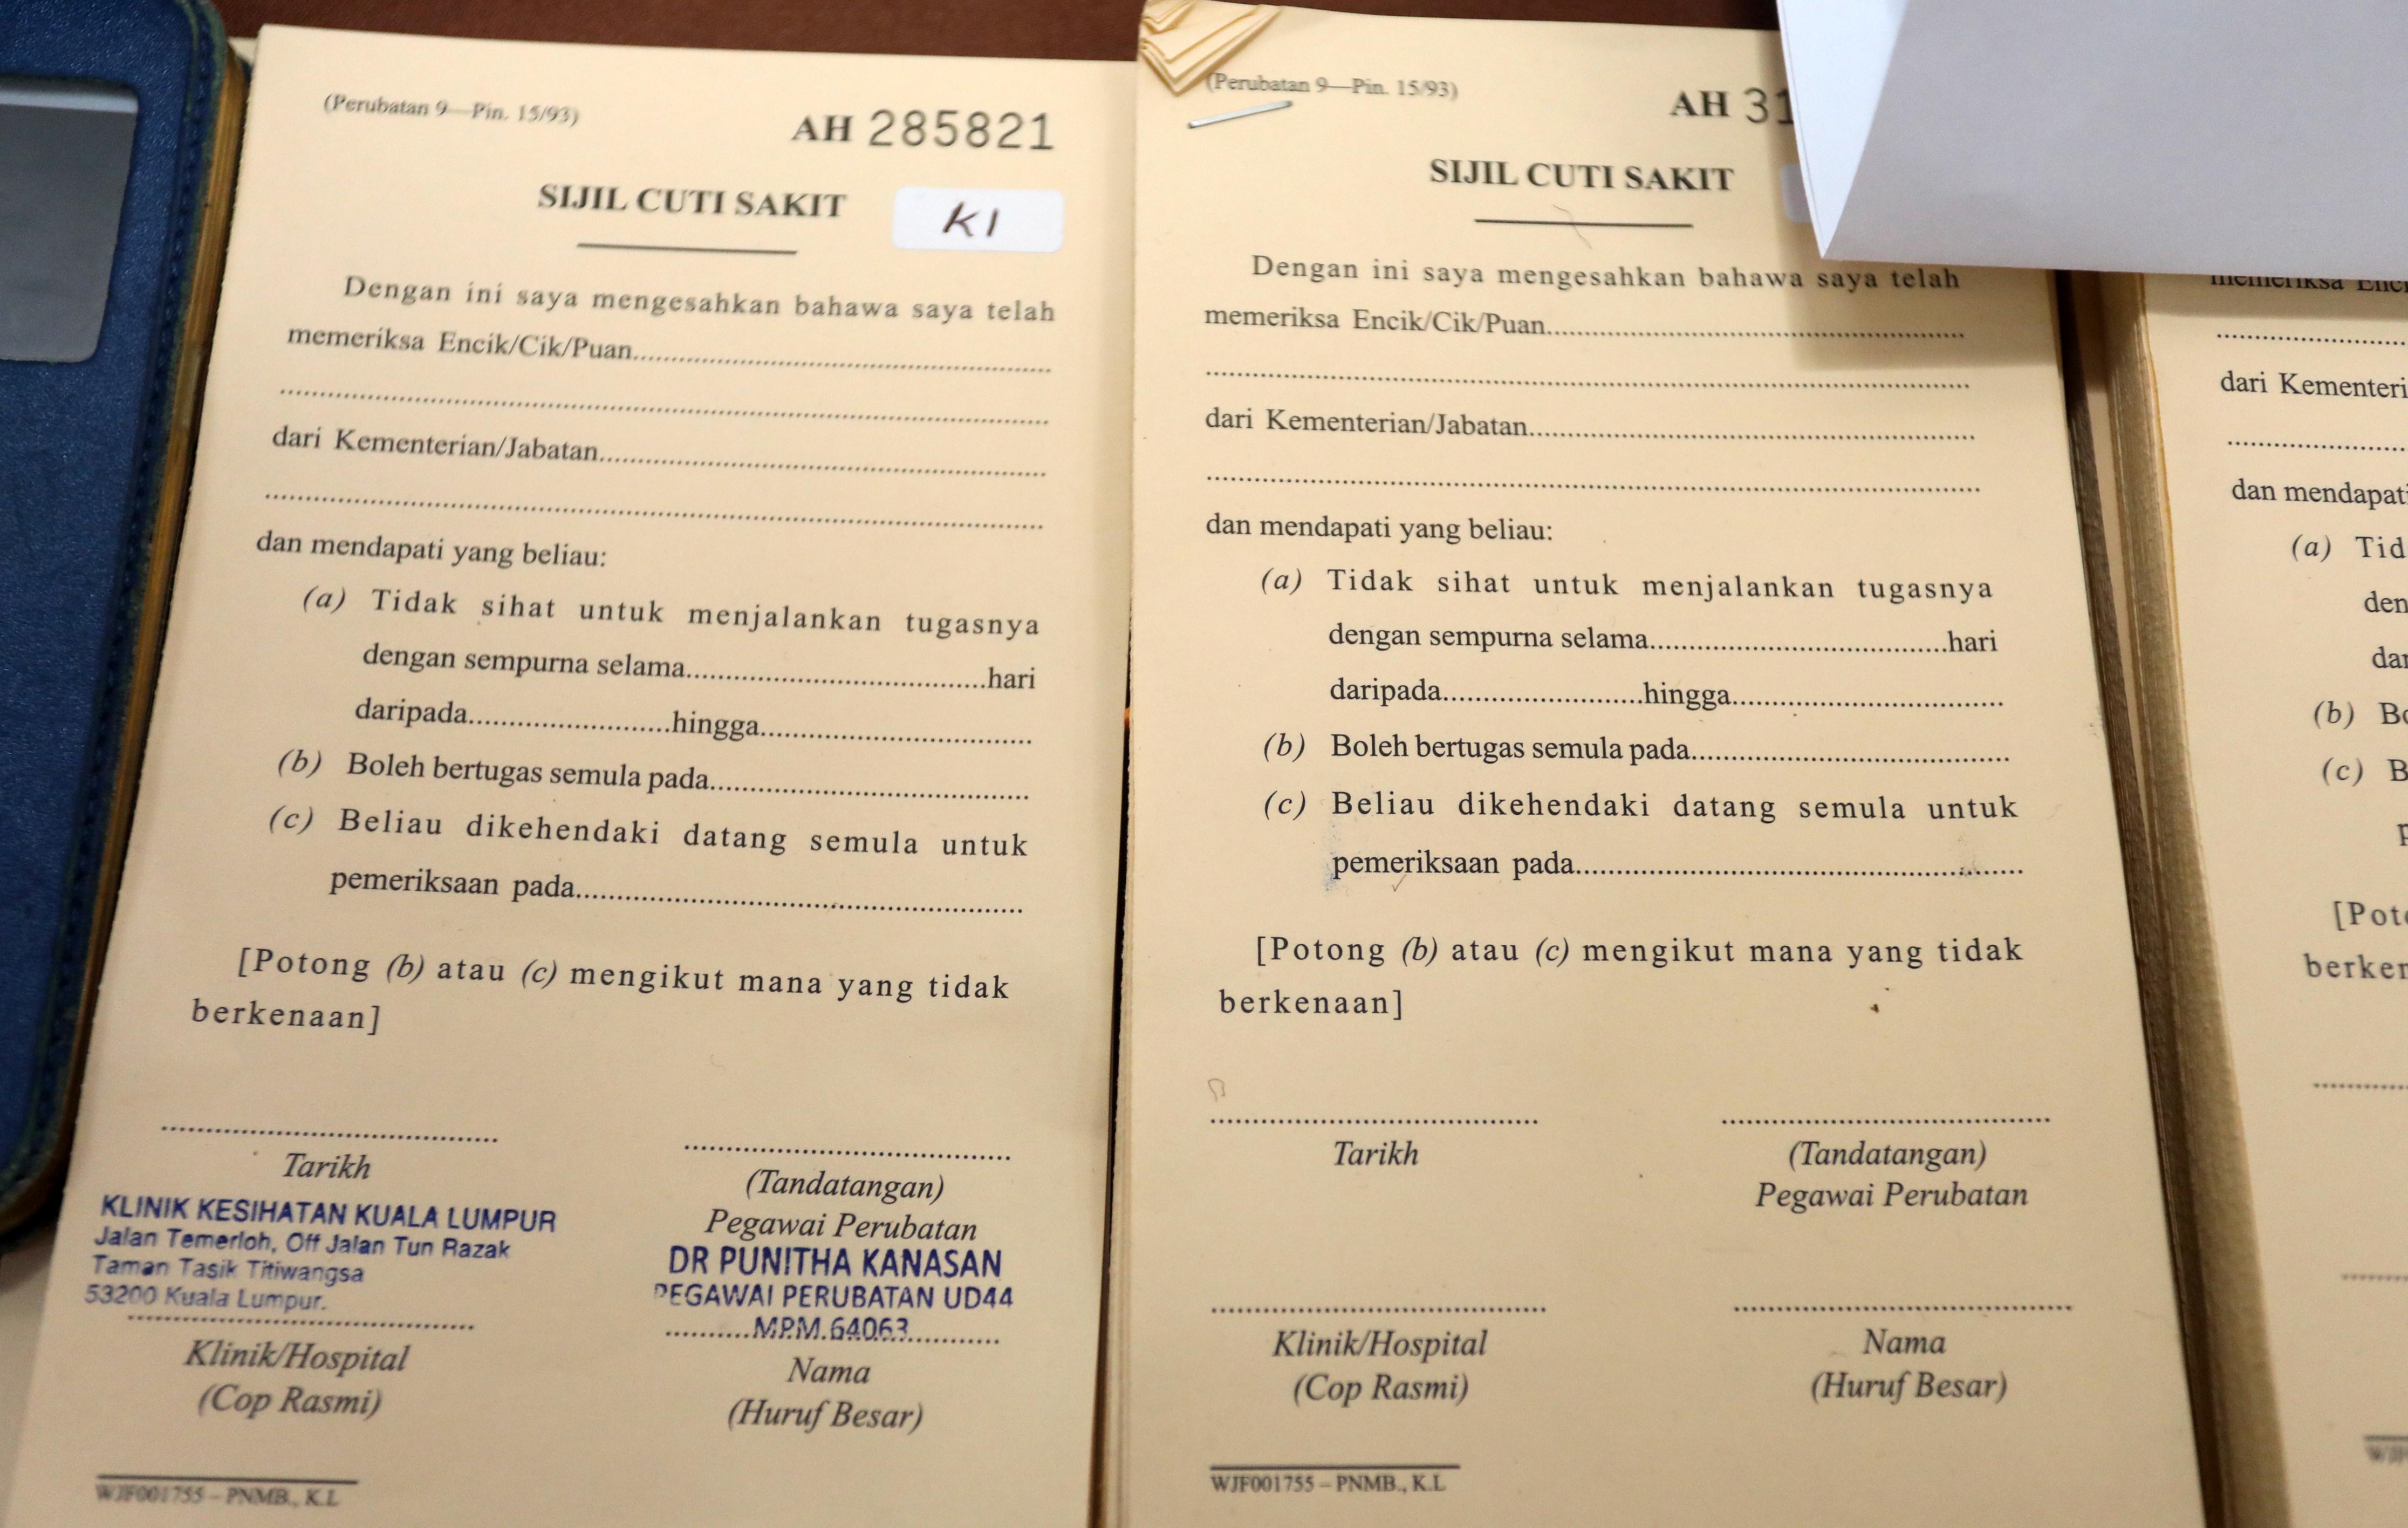 (Perubatan 9—Pin. 15/93)
AH 285821
SIJIL CUTI SAKIT
K1
Dengan ini saya mengesahkan bahawa saya telah
memeriksa Encik/Cik/Puan
dari Kementerian/Jabatan
dan mendapati yang beliau:
(a) Tidak sihat untuk menjalankan tugasnya
dengan sempurna selama hari
daripada hingga
(b) Boleh bertugas semula pada
(c) Beliau dikehendaki datang semula untuk
pemeriksaan pada
[Potong (b) atau (c) mengikut mana yang tidak
berkenaan]
Tarikh
(Tandatangan)
Pegawai Perubatan
KLINIK KESIHATAN KUALA LUMPUR
Jalan Temerloh, Off Jalan Tun Razak
Taman Tasik Titiwangsa
53200 Kuala Lumpur.
DR PUNITHA KANASAN
PEGAWAI PERUBATAN UD44
MPM.64063
Klinik/Hospital
(Cop Rasmi)
Nama
(Huruf Besar)
WJF001755 – PNMB., K.L
(Perubatan 9—Pin. 15/93)
AH 31
SIJIL CUTI SAKIT
Dengan ini saya mengesahkan bahawa saya telah
memeriksa Encik/Cik/Puan
dari Kementerian/Jabatan
dan mendapati yang beliau:
(a) Tidak sihat untuk menjalankan tugasnya
dengan sempurna selama hari
daripada hingga
(b) Boleh bertugas semula pada
(c) Beliau dikehendaki datang semula untuk
pemeriksaan pada
[Potong (b) atau (c) mengikut mana yang tidak
berkenaan]
Tarikh
(Tandatangan)
Pegawai Perubatan
Klinik/Hospital
(Cop Rasmi)
Nama
(Huruf Besar)
WJF001755 – PNMB., K.L
dari Kementeri
dan mendapati
(a) Tid
den
dar
(b) Bo
(c) B
[Poto
berken